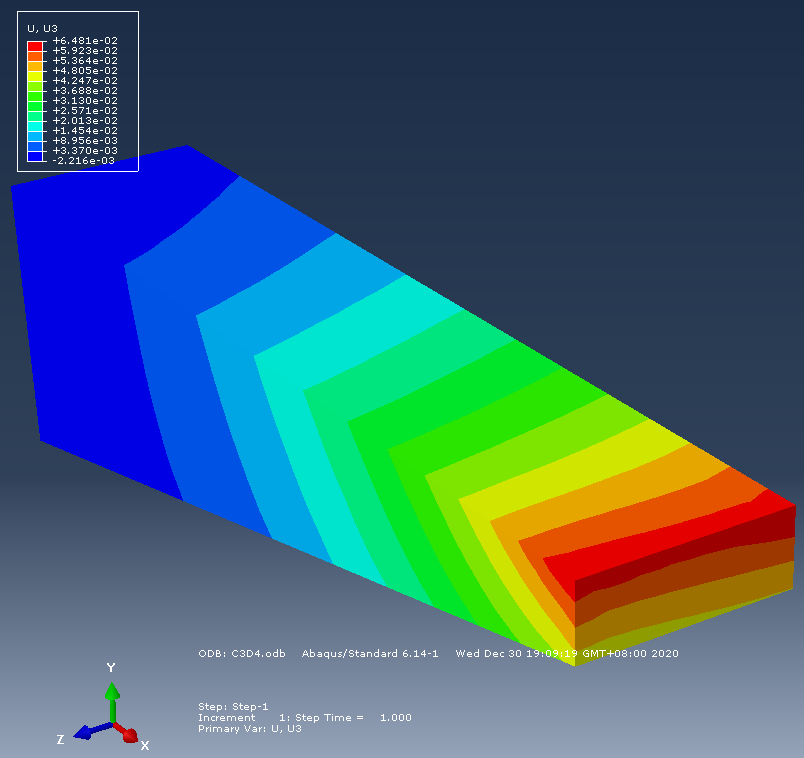 U, U3
+6.481e-02
+5.923e-02
+5.364e-02
+4.805e-02
+4.247e-02
+3.688e-02
+3.130e-02
+2.571e-02
+2.013e-02
+1.454e-02
+8.956e-03
+3.370e-03
-2.216e-03
ODB: C3D4.odb Abaqus/Standard 6.14-1 Wed Dec 30 19:09:19 GMT+08:00 2020
Y
Z
X
Step: Step-1
Increment 1: Step Time = 1.000
Primary Var: U, U3